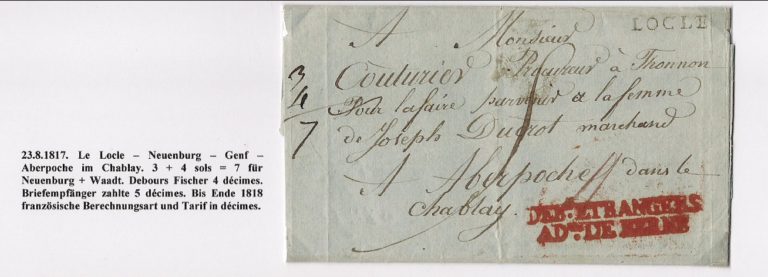 23.8.1817. Le Locle – Neuenburg – Genf –
Aberpoche im Chablay. 3 + 4 sols = 7 für
Neuenburg + Waadt. Debours Fischer 4 décimes.
Briefempfänger zahlte 5 décimes. Bis Ende 1818
französische Berechnungsart und Tarif in décimes.
LOCLE
A Monsieur
Couturier Procureur à Thonnon
Pour la faire parvenir a la femme
de Joseph Ducrot marchand
A Aberpoche dans le
Chablay.
3
4
7
DEB. ETRANGERS
AD. DE BERNE